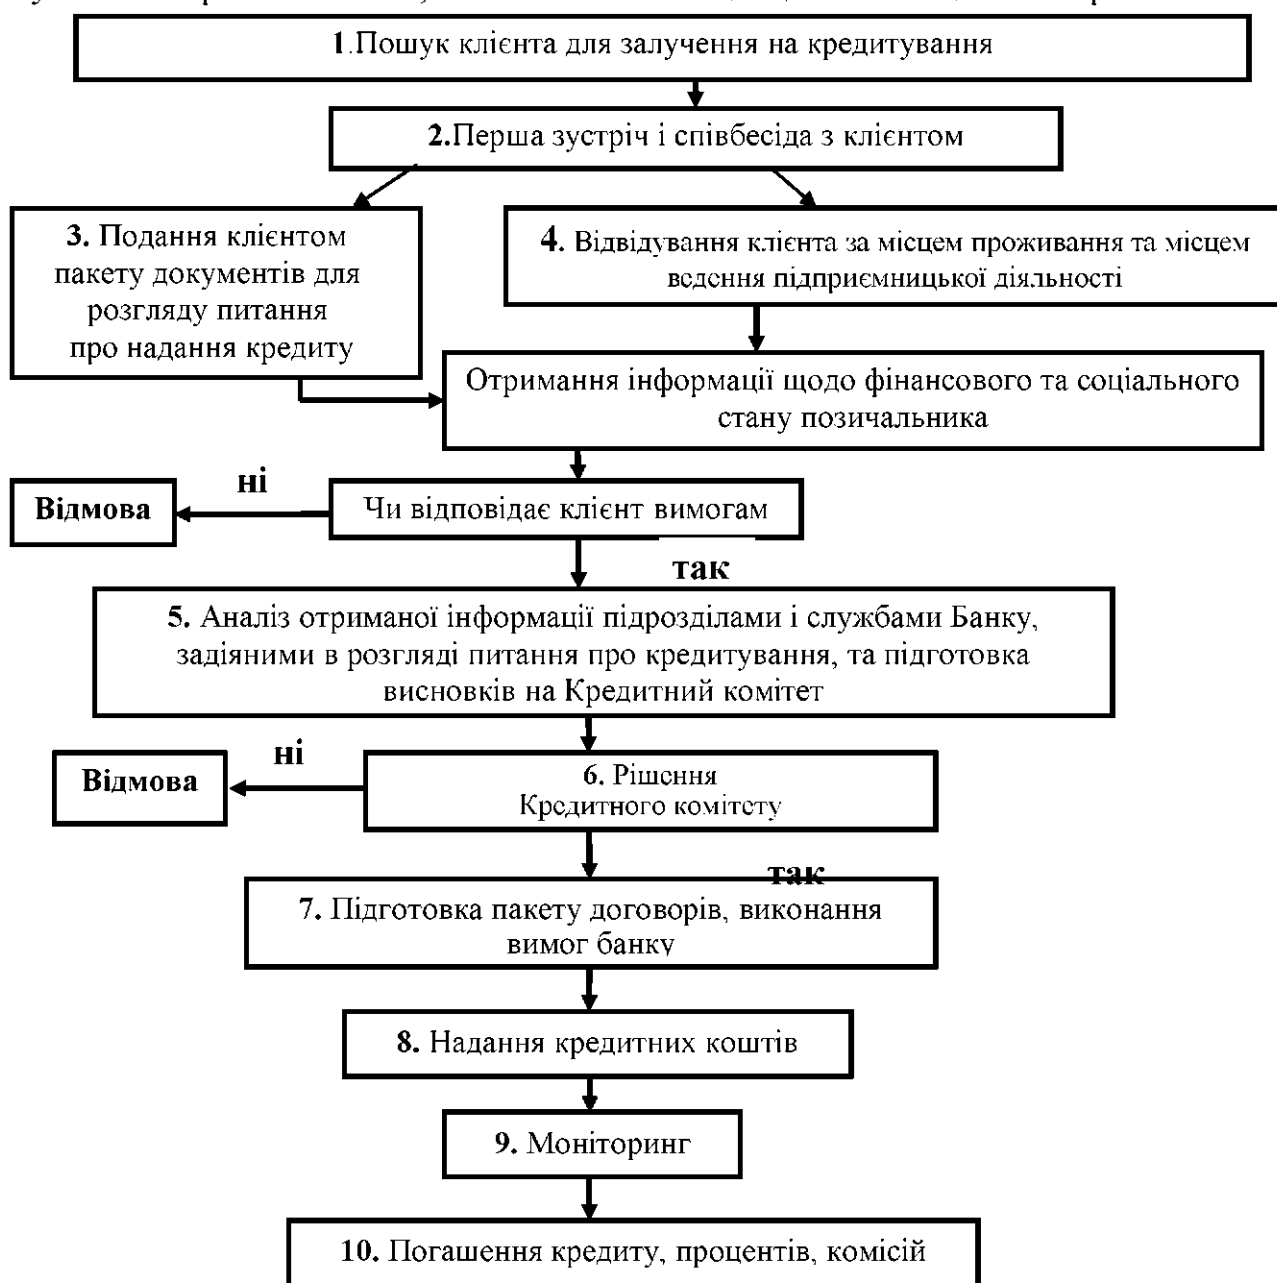 1.Пошук клієнта для залучення на кредитування
2.Перша зустріч і співбесіда з клієнтом
3. Подання клієнтом
пакету документів для
розгляду питання
про надання кредиту
4. Відвідування клієнта за місцем проживання та місцем
ведення підприємницької діяльності
Отримання інформації щодо фінансового та соціального
стану позичальника
ні
Відмова
Чи відповідає клієнт вимогам
так
5. Аналіз отриманої інформації підрозділами і службами Банку,
задіяними в розгляді питання про кредитування, та підготовка
висновків на Кредитний комітет
ні
Відмова
6. Рішення
Кредитного комітету
так
7. Підготовка пакету договорів, виконання
вимог банку
8. Надання кредитних коштів
9. Моніторинг
10. Погашення кредиту, процентів, комісій